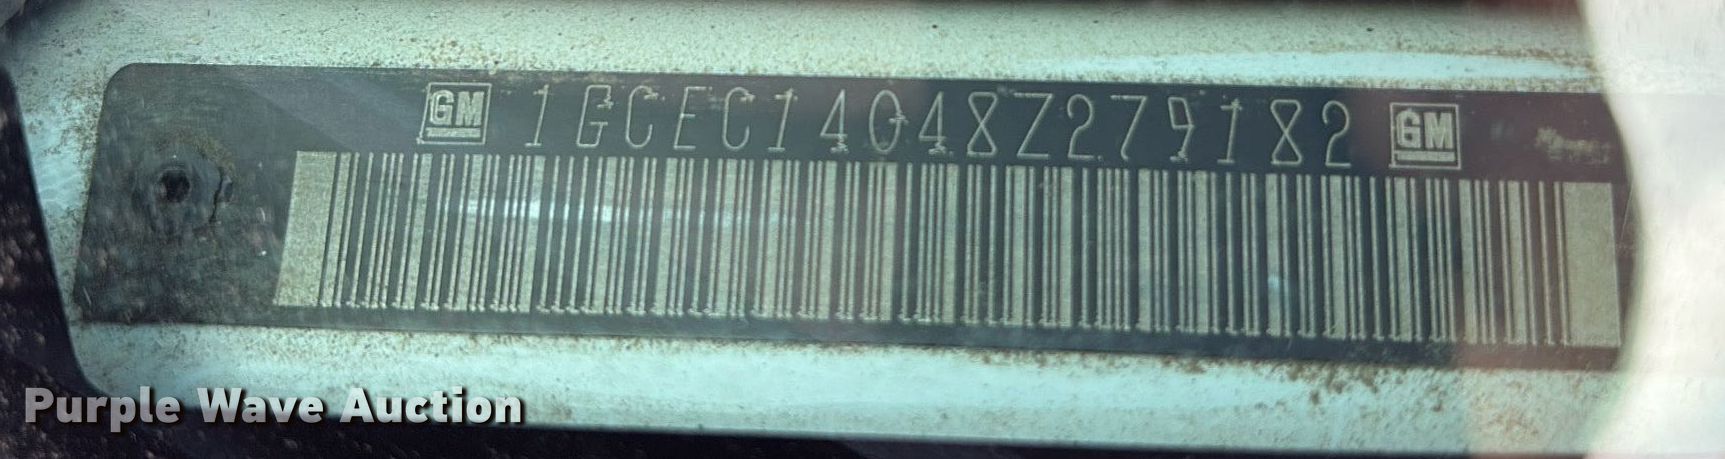 GM 1GCEC14048Z279182 GM
Purple Wave Auction